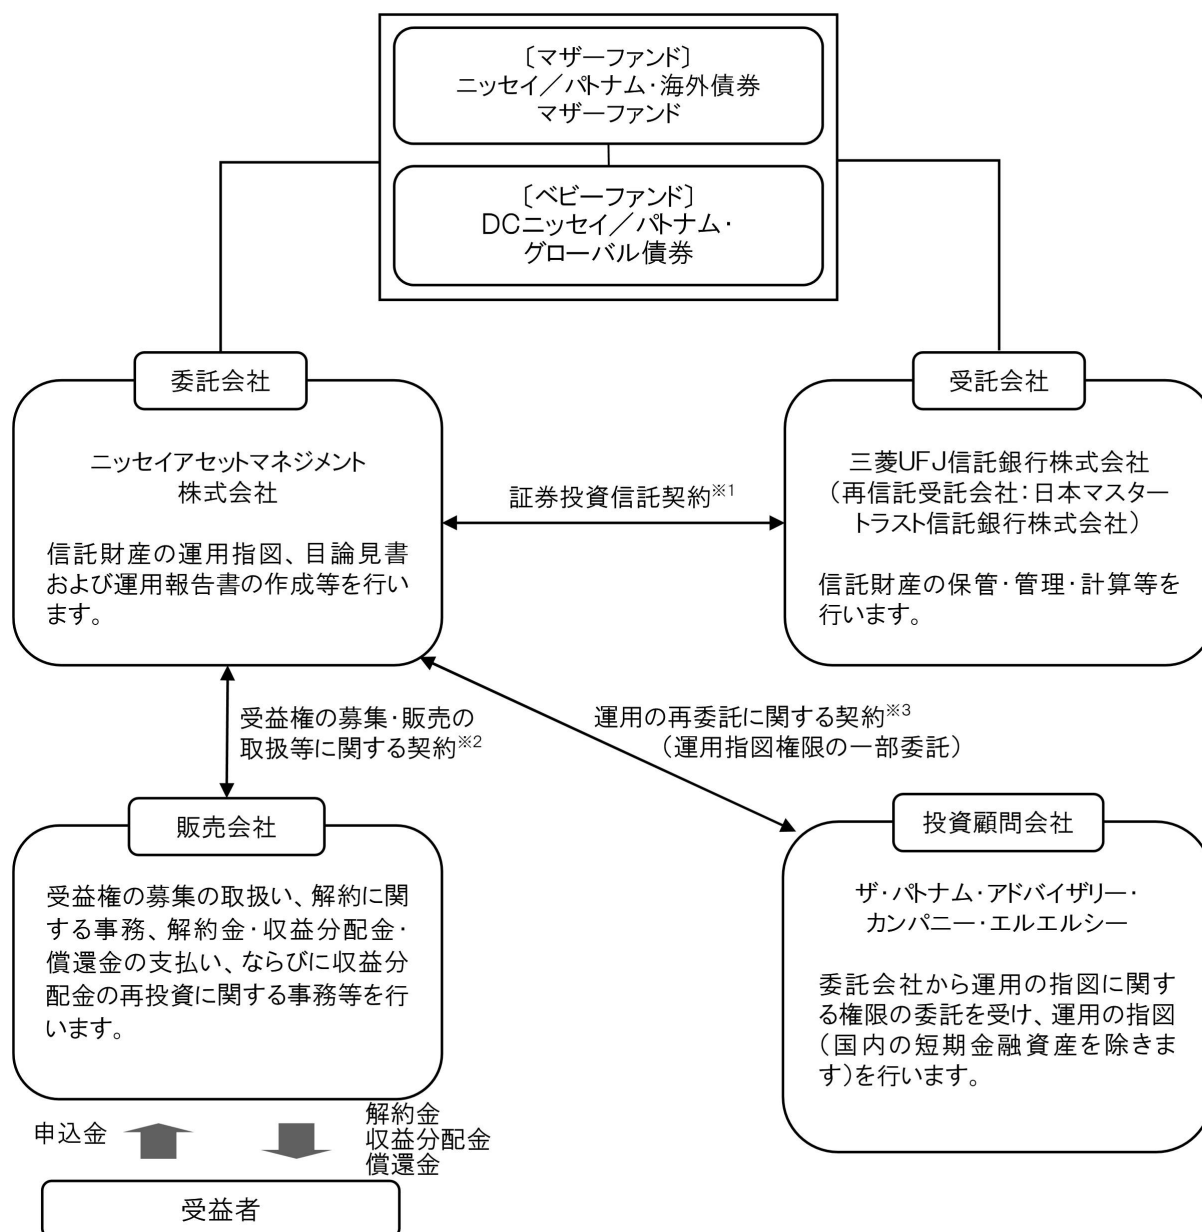 〔マザーファンド〕
ニッセイ／パトナム・海外債券
マザーファンド
〔ベビーファンド〕
DCニッセイ／パトナム・
グローバル債券
委託会社
ニッセイアセットマネジメント
株式会社
信託財産の運用指図、目論見書
および運用報告書の作成等を行い
ます。
証券投資信託契約※1
受託会社
三菱UFJ信託銀行株式会社
（再信託受託会社：日本マスター
トラスト信託銀行株式会社）
信託財産の保管・管理・計算等を
行います。
受益権の募集・販売の
取扱等に関する契約※2
運用の再委託に関する契約※3
（運用指図権限の一部委託）
販売会社
受益権の募集の取扱い、解約に関
する事務、解約金・収益分配金・
償還金の支払い、ならびに収益分
配金の再投資に関する事務等を行
います。
投資顧問会社
ザ・パトナム・アドバイザリー・
カンパニー・エルエルシー
委託会社から運用の指図に関す
る権限の委託を受け、運用の指図
（国内の短期金融資産を除きま
す）を行います。
申込金
解約金
収益分配金
償還金
受益者